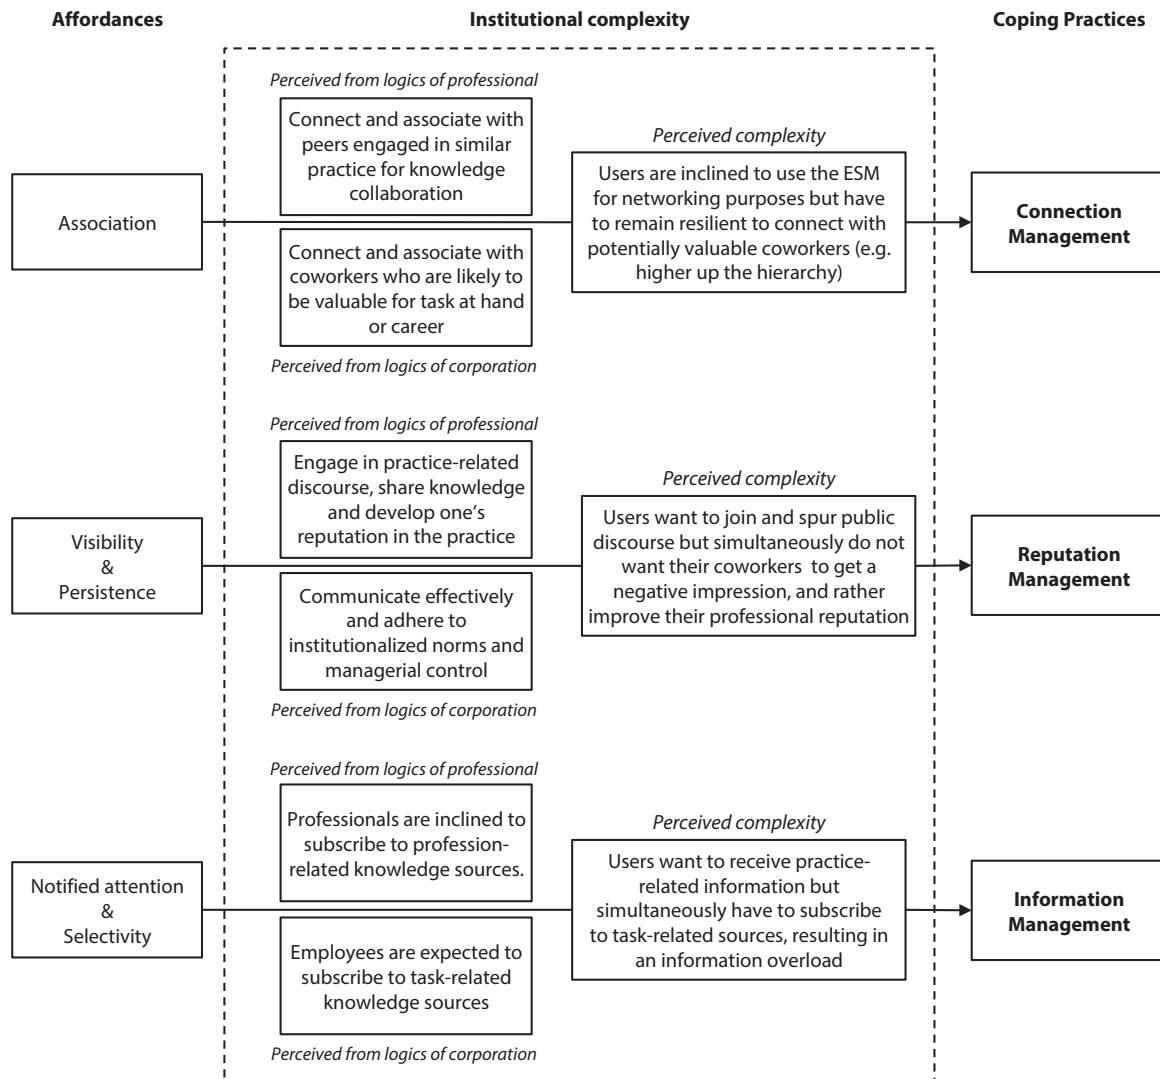 Affordances
Institutional complexity
Coping Practices
Perceived from logics of professional
Connect and associate with
peers engaged in similar
practice for knowledge
collaboration
Perceived complexity
Users are inclined to use the ESM
for networking purposes but have
to remain resilient to connect with
potentially valuable coworkers (e.g.
higher up the hierarchy)
Association
Connection
Management
Connect and associate with
coworkers who are likely to
be valuable for task at hand
or career
Perceived from logics of corporation
Perceived from logics of professional
Engage in practice-related
discourse, share knowledge
and develop one’s
reputation in the practice
Perceived complexity
Users want to join and spur public
discourse but simultaneously do not
want their coworkers to get a
negative impression, and rather
improve their professional reputation
Visibility
&
Persistence
Reputation
Management
Communicate effectively
and adhere to
institutionalized norms and
managerial control
Perceived from logics of corporation
Perceived from logics of professional
Professionals are inclined to
subscribe to profession-
related knowledge sources.
Perceived complexity
Users want to receive practice-
related information but
simultaneously have to subscribe
to task-related sources, resulting in
an information overload
Notified attention
&
Selectivity
Information
Management
Employees are expected to
subscribe to task-related
knowledge sources
Perceived from logics of corporation